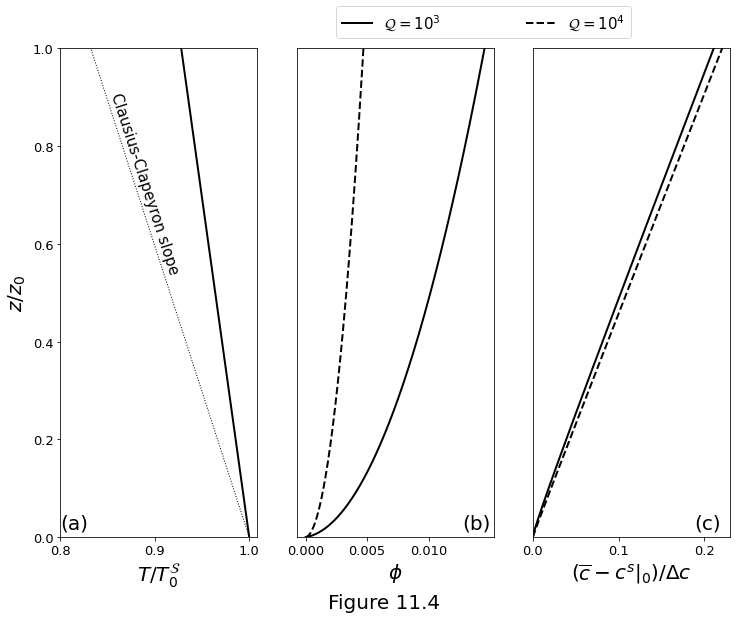 𝒬 = 10³ 𝒬 = 10⁴
1.0
0.8
0.6
0.4
0.2
0.0
z/z₀
Clausius-Clapeyron slope
(a) (b) (c)
0.8 0.9 1.0
0.000 0.005 0.010
0.0 0.1 0.2
T/T₀^𝒮
ϕ
(c̅ − cˢ|₀)/Δc
Figure 11.4